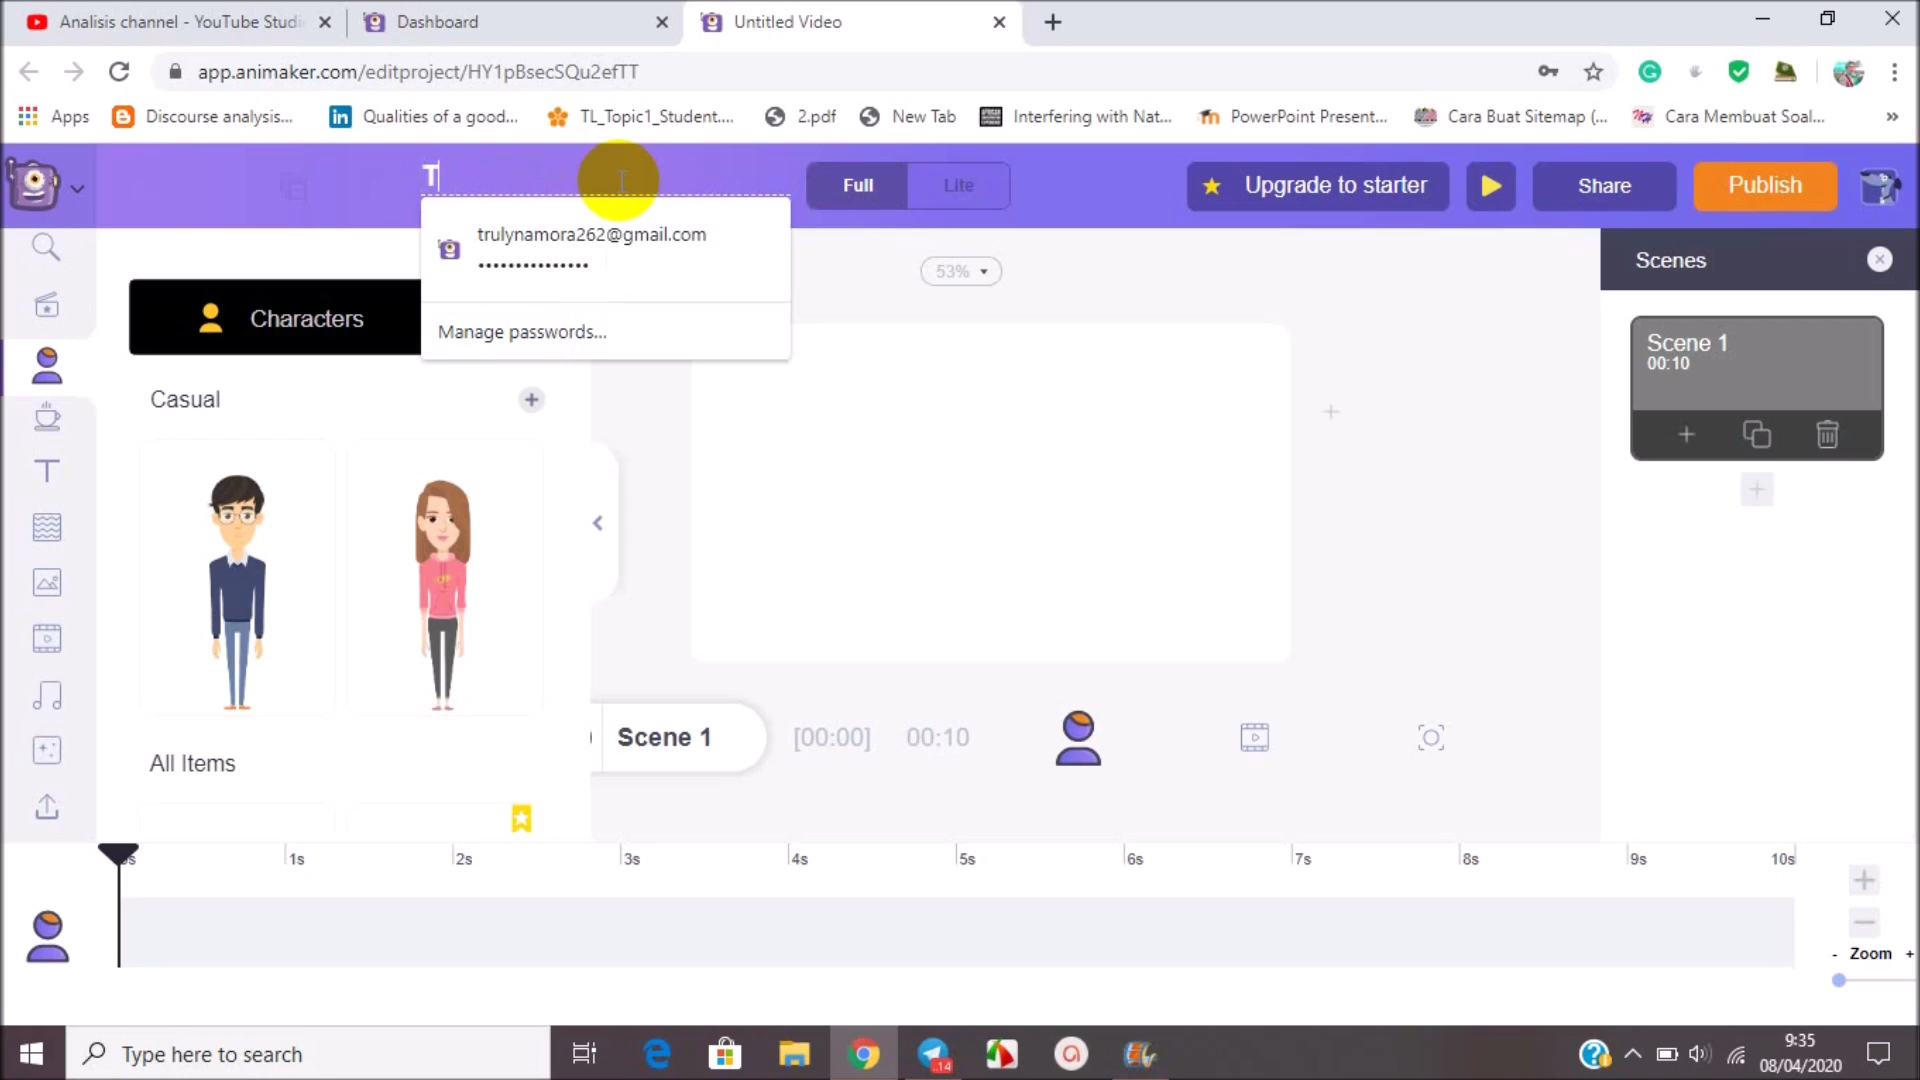 Analisis channel - YouTube Studi
Dashboard
Untitled Video
app.animaker.com/editproject/HY1pBsecSQu2efTT
Apps
Discourse analysis...
Qualities of a good...
TL_Topic1_Student....
2.pdf
New Tab
Interfering with Nat...
PowerPoint Present...
Cara Buat Sitemap (...
Cara Membuat Soal...
»
T
Full
Lite
Upgrade to starter
Share
Publish
trulynamora262@gmail.com
•••••••••••••••
Manage passwords...
53%
Scenes
Characters
Scene 1
00:10
Casual
All Items
Scene 1
[00:00]
00:10
1s
2s
3s
4s
5s
6s
7s
8s
9s
10s
- Zoom +
Type here to search
14
9:35
08/04/2020